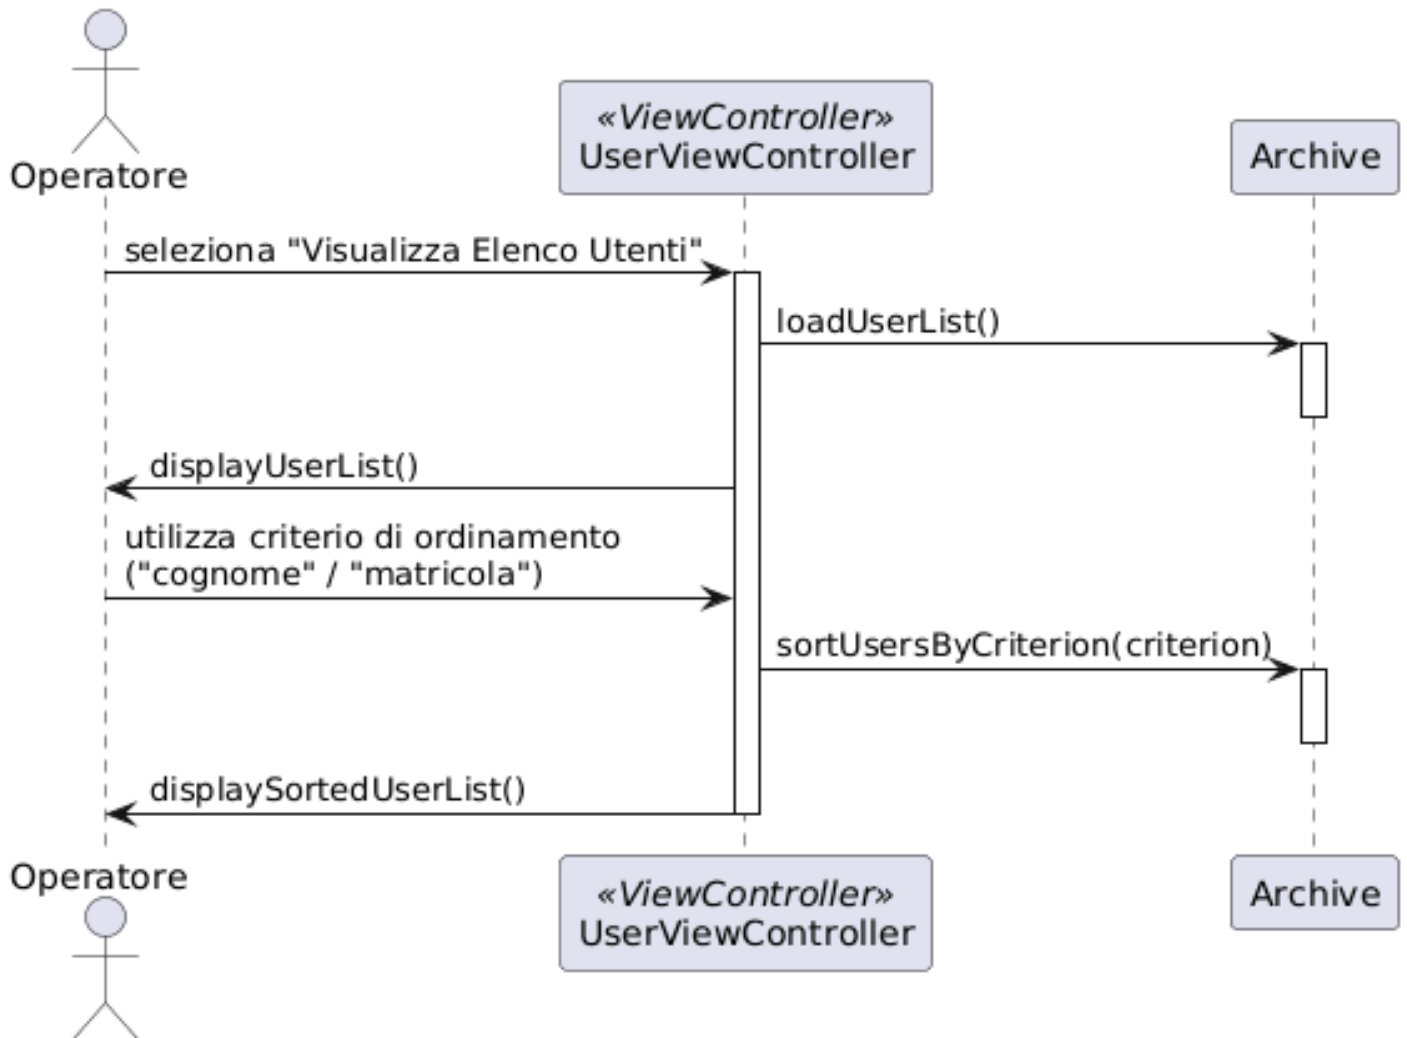 Operatore
«ViewController»
UserViewController
Archive
seleziona "Visualizza Elenco Utenti"
loadUserList()
displayUserList()
utilizza criterio di ordinamento
("cognome" / "matricola")
sortUsersByCriterion(criterion)
displaySortedUserList()
Operatore
«ViewController»
UserViewController
Archive